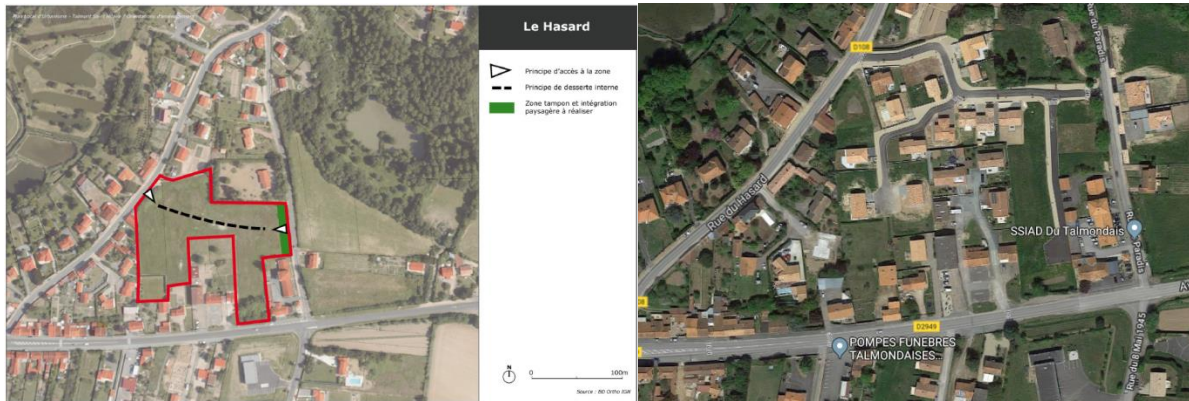 Le Hasard
Principe d'accès à la zone
Principe de desserte interne
Zone tampon et intégration
paysagère à réaliser
N
0 100m
Source : BD Ortho IGN
D108
Rue du Paradis
Rue du Hasard
SSIAD Du Talmondais
Paradis
D2949
POMPES FUNEBRES
TALMONDAISES...
Rue du 8 Mai 1945